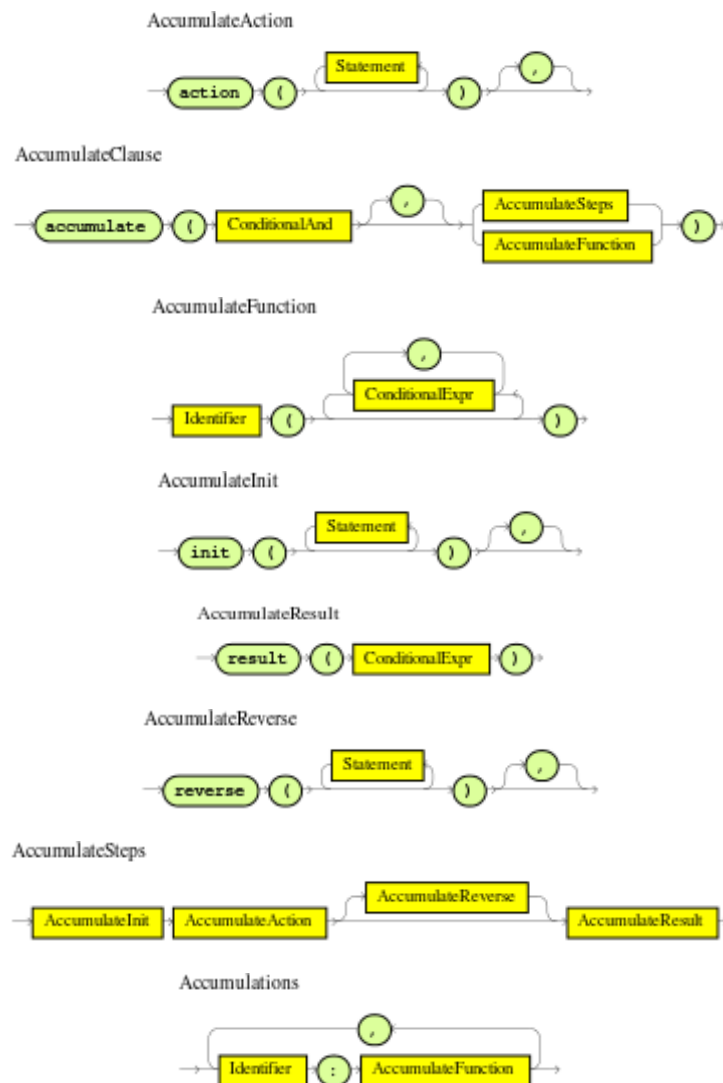 AccumulateAction
Statement ,
action ( )
AccumulateClause
, AccumulateSteps
accumulate ( ConditionalAnd )
AccumulateFunction
AccumulateFunction
,
ConditionalExpr
Identifier ( )
AccumulateInit
Statement ,
init ( )
AccumulateResult
result ( ConditionalExpr )
AccumulateReverse
Statement ,
reverse ( )
AccumulateSteps
AccumulateReverse
AccumulateInit AccumulateAction AccumulateResult
Accumulations
,
Identifier : AccumulateFunction